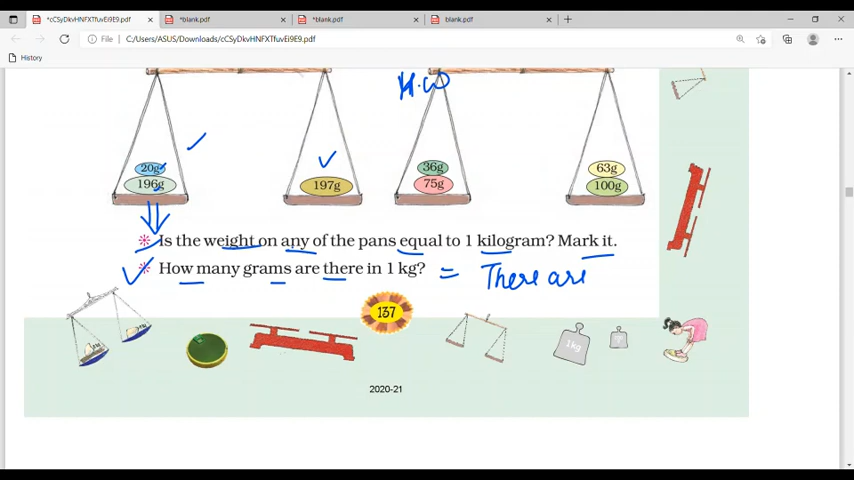 *cCSyDkvHNFXTfuvEi9E9.pdf
*blank.pdf
*blank.pdf
blank.pdf
File
C:/Users/ASUS/Downloads/cCSyDkvHNFXTfuvEi9E9.pdf
History
H.W
20g
196g
197g
36g
75g
63g
100g
Is the weight on any of the pans equal to 1 kilogram? Mark it.
How many grams are there in 1 kg? = There are
137
1kg
2020-21